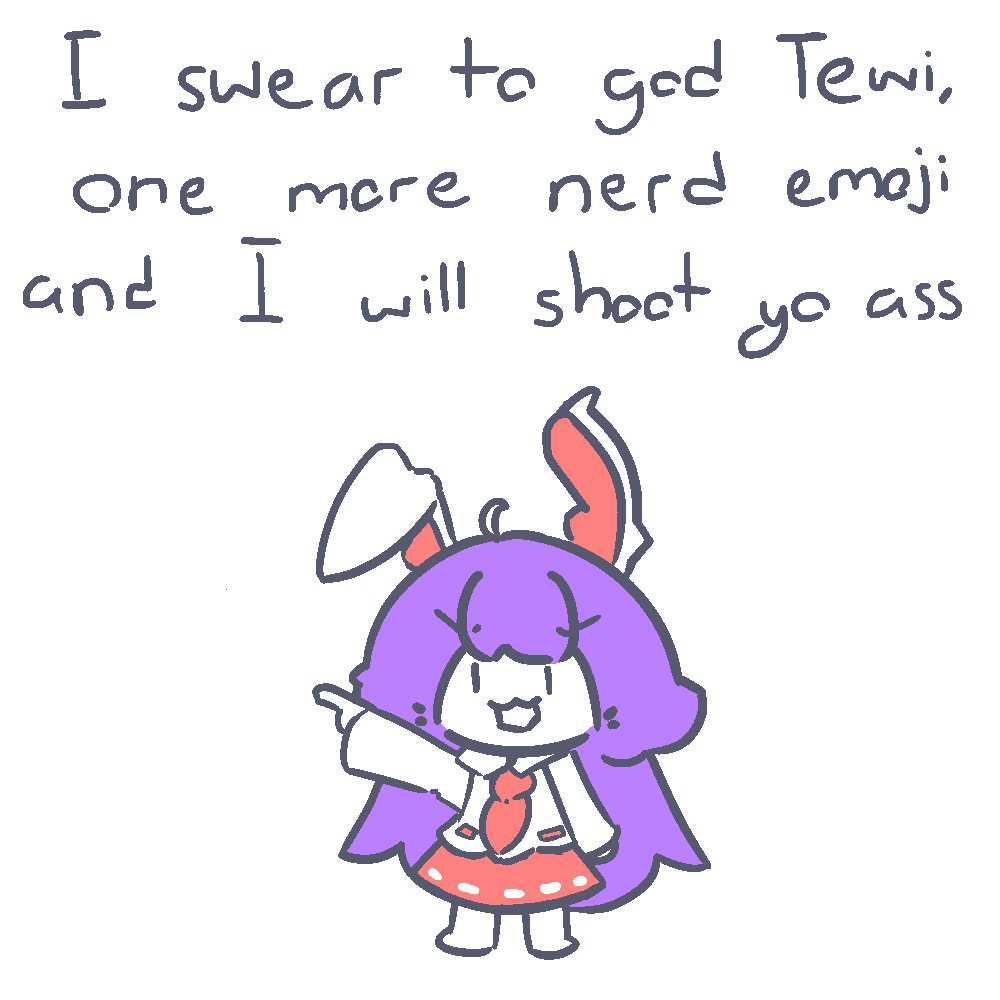 I swear to god Tewi,
one more nerd emoji
and I will shoot yo ass